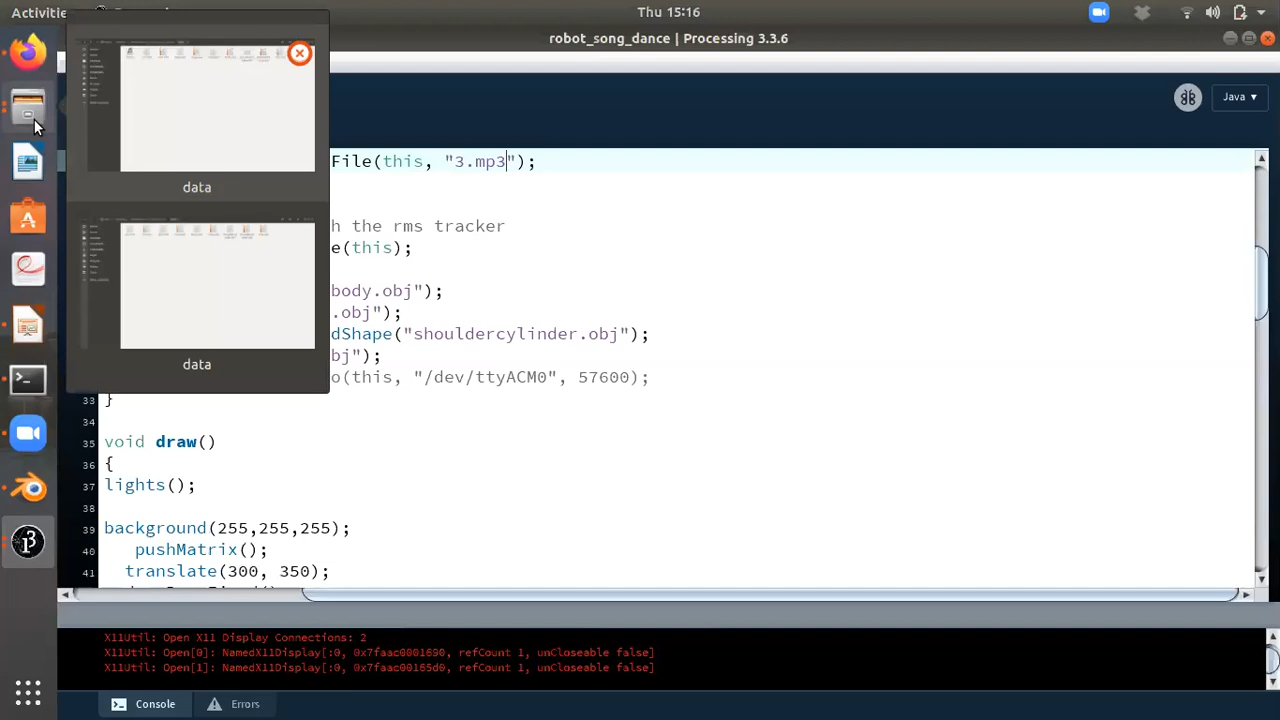 Activities
Thu 15:16
robot_song_dance | Processing 3.3.6
Java ▾
File(this, "3.mp3");
data
h the rms tracker
e(this);
body.obj");
.obj");
dShape("shouldercylinder.obj");
bj");
data
o(this, "/dev/ttyACM0", 57600);
33 }
34
35 void draw()
36 {
37 lights();
38
39 background(255,255,255);
40 pushMatrix();
41 translate(300, 350);
X11Util: Open X11 Display Connections: 2
X11Util: Open[0]: NamedX11Display[:0, 0x7faac0001690, refCount 1, unCloseable false]
X11Util: Open[1]: NamedX11Display[:0, 0x7faac00165d0, refCount 1, unCloseable false]
Console
Errors